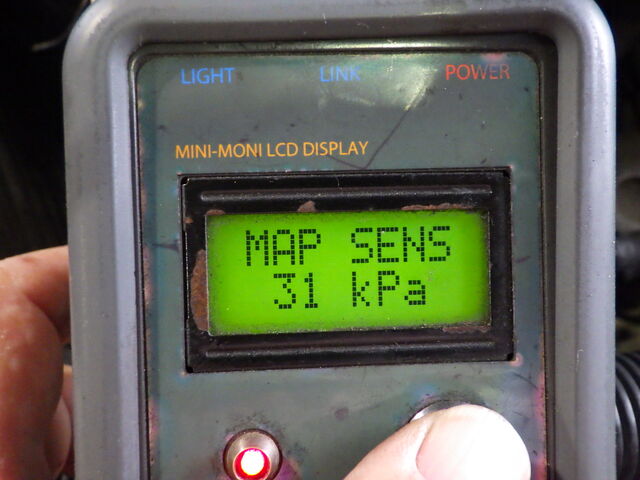 LIGHT LINK POWER
MINI-MONI LCD DISPLAY
MAP SENS
31 kPa